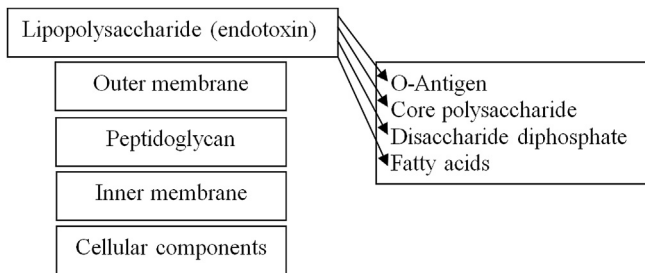 Lipopolysaccharide (endotoxin)
Outer membrane
Peptidoglycan
Inner membrane
Cellular components
O-Antigen
Core polysaccharide
Disaccharide diphosphate
Fatty acids